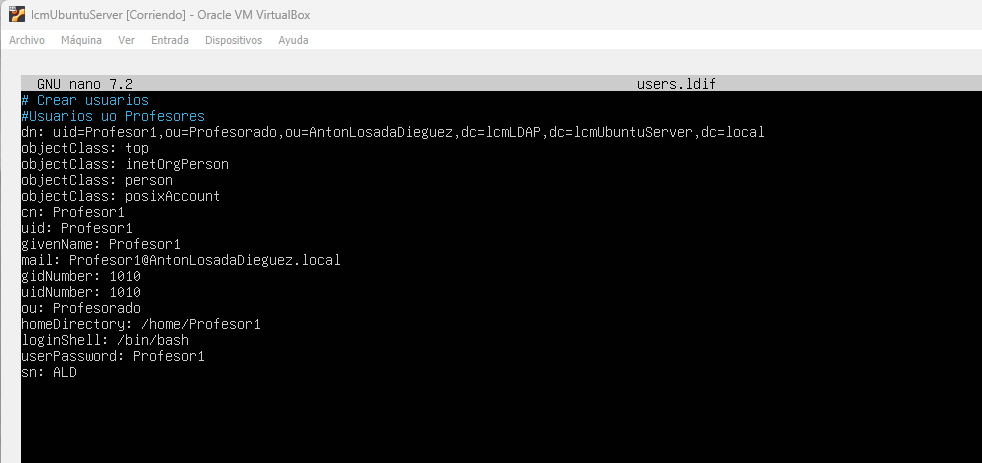 lcmUbuntuServer [Corriendo] - Oracle VM VirtualBox
Archivo Máquina Ver Entrada Dispositivos Ayuda
GNU nano 7.2 users.ldif
# Crear usuarios
#Usuarios uo Profesores
dn: uid=Profesor1,ou=Profesorado,ou=AntonLosadaDieguez,dc=lcmLDAP,dc=lcmUbuntuServer,dc=local
objectClass: top
objectClass: inetOrgPerson
objectClass: person
objectClass: posixAccount
cn: Profesor1
uid: Profesor1
givenName: Profesor1
mail: Profesor1@AntonLosadaDieguez.local
gidNumber: 1010
uidNumber: 1010
ou: Profesorado
homeDirectory: /home/Profesor1
loginShell: /bin/bash
userPassword: Profesor1
sn: ALD